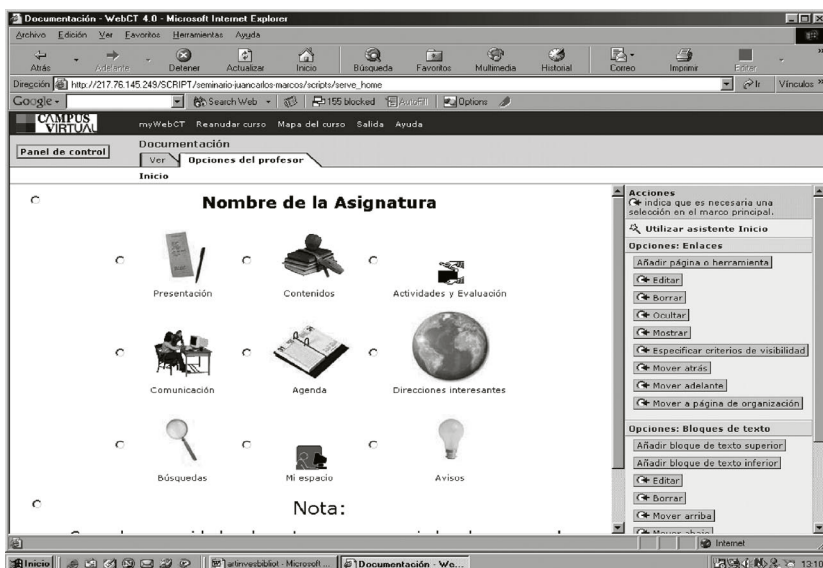 Documentación - WebCT 4.0 - Microsoft Internet Explorer
Archivo Edición Ver Favoritos Herramientas Ayuda
Atrás Adelante Detener Actualizar Inicio Búsqueda Favoritos Multimedia Historial Correo Imprimir Editar
Dirección http://217.76.145.249/SCRIPT/seminario-juancarlos-marcos/scripts/serve_home Ir Vínculos »
Google Search Web 155 blocked AutoFill Options
CAMPUS VIRTUAL myWebCT Reanudar curso Mapa del curso Salida Ayuda
Panel de control
Documentación
Ver Opciones del profesor
Inicio
Nombre de la Asignatura
Presentación Contenidos Actividades y Evaluación
Comunicación Agenda Direcciones interesantes
Búsquedas Mi espacio Avisos
Nota:
Acciones
indica que es necesaria una
selección en el marco principal.
Utilizar asistente Inicio
Opciones: Enlaces
Añadir página o herramienta
Editar
Borrar
Ocultar
Mostrar
Especificar criterios de visibilidad
Mover atrás
Mover adelante
Mover a página de organización
Opciones: Bloques de texto
Añadir bloque de texto superior
Añadir bloque de texto inferior
Editar
Borrar
Mover arriba
Mover abajo
Internet
Inicio artinvesbibliot - Microsoft ... Documentación - We... 13:10